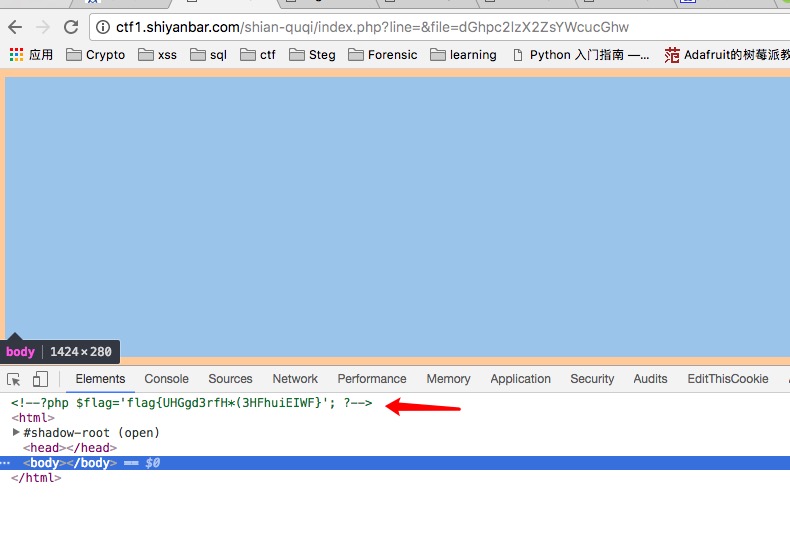 ctf1.shiyanbar.com/shian-quqi/index.php?line=&file=dGhpc2lzX2ZsYWcucGhw
应用 Crypto xss sql ctf Steg Forensic learning Python 入门指南 —... Adafruit的树莓派教
body 1424×280
Elements Console Sources Network Performance Memory Application Security Audits EditThisCookie
<!--?php $flag='flag{UHGgd3rfH*(3HFhuiEIWF}'; ?-->
<html>
#shadow-root (open)
<head></head>
... <body></body> == $0
</html>